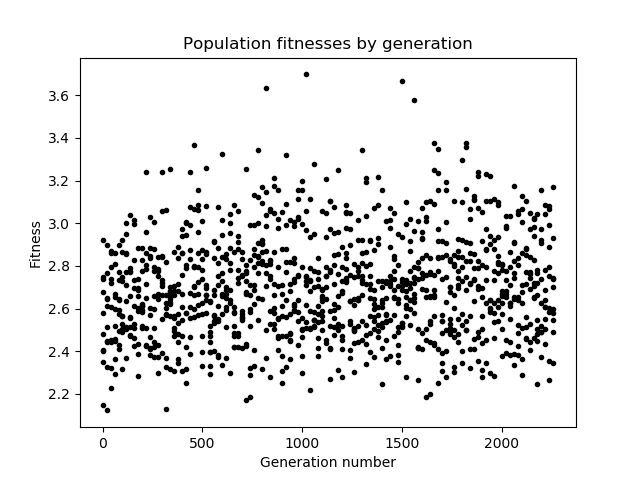 Population fitnesses by generation
3.6
3.4
3.2
3.0
2.8
2.6
2.4
2.2
Fitness
0 500 1000 1500 2000
Generation number